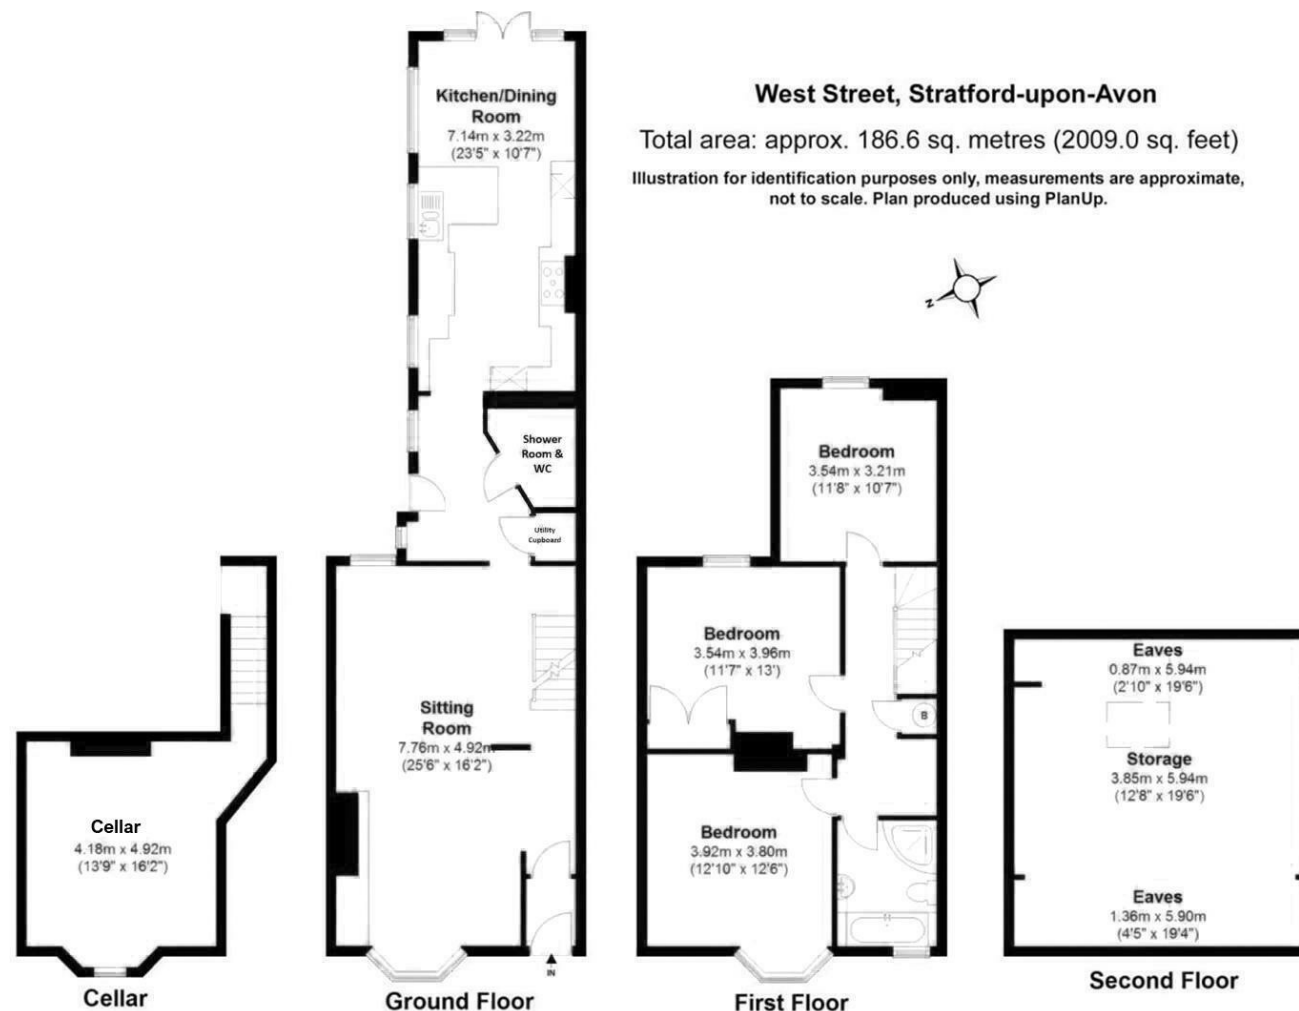 West Street, Stratford-upon-Avon
Total area: approx. 186.6 sq. metres (2009.0 sq. feet)
Illustration for identification purposes only, measurements are approximate,
not to scale. Plan produced using PlanUp.
N
Kitchen/Dining
Room
7.14m x 3.22m
(23'5" x 10'7")
Shower
Room &
WC
Utility
Cupboard
Sitting
Room
7.76m x 4.92m
(25'6" x 16'2")
IN
Ground Floor
Cellar
4.18m x 4.92m
(13'9" x 16'2")
Cellar
Bedroom
3.54m x 3.21m
(11'8" x 10'7")
Bedroom
3.54m x 3.96m
(11'7" x 13')
B
Bedroom
3.92m x 3.80m
(12'10" x 12'6")
First Floor
Eaves
0.87m x 5.94m
(2'10" x 19'6")
Storage
3.85m x 5.94m
(12'8" x 19'6")
Eaves
1.36m x 5.90m
(4'5" x 19'4")
Second Floor